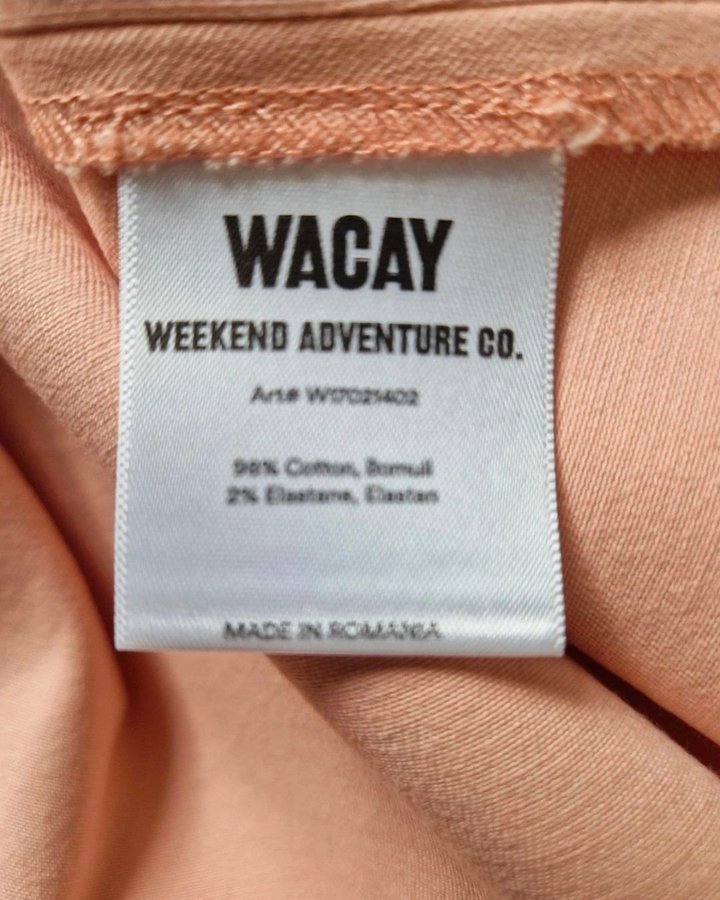 WACAY
WEEKEND ADVENTURE CO.
Art# W17021402
98% Cotton, Bomull
2% Elastane, Elastan
MADE IN ROMANIA